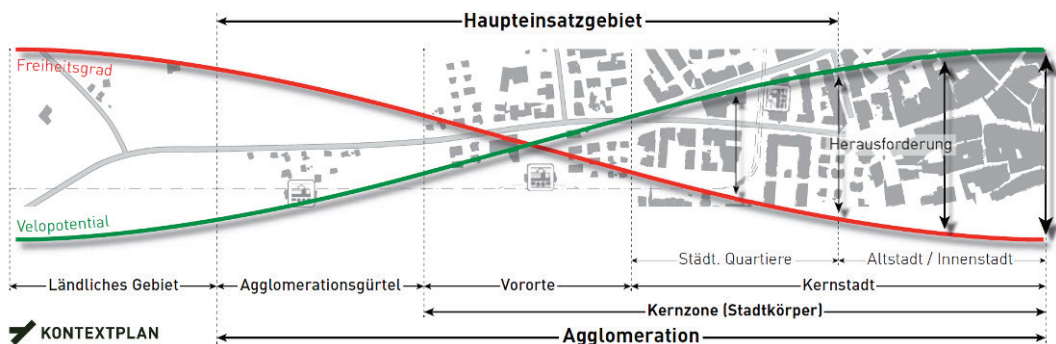 Haupteinsatzgebiet
Freiheitsgrad
Herausforderung
Velopotential
Städt. Quartiere
Altstadt / Innenstadt
Ländliches Gebiet
Agglomerationsgürtel
Vororte
Kernstadt
Kernzone (Stadtkörper)
KONTEXTPLAN
Agglomeration